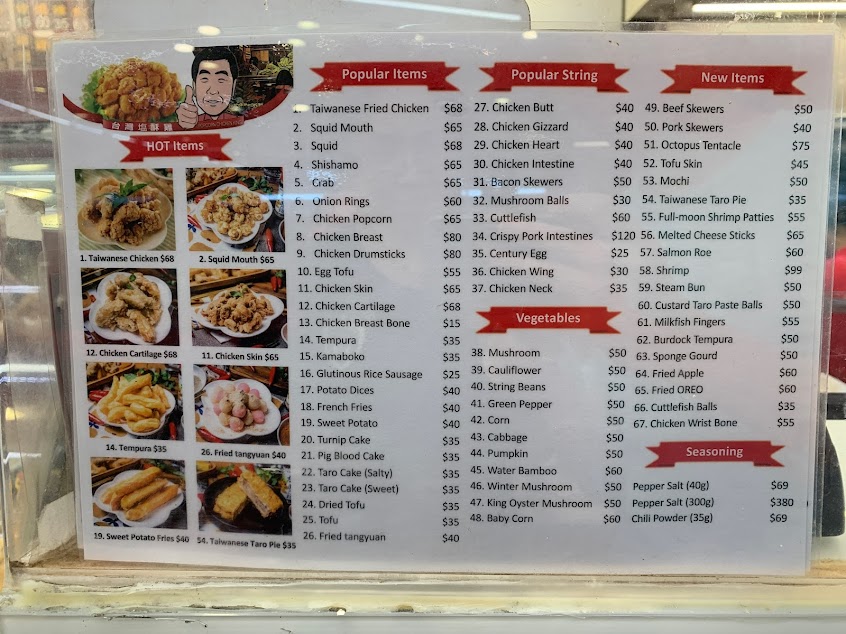 台灣塩酥雞
HOT Items
1. Taiwanese Chicken $68
2. Squid Mouth $65
12. Chicken Cartilage $68
11. Chicken Skin $65
14. Tempura $35
26. Fried tangyuan $40
19. Sweet Potato Fries $40
54. Taiwanese Taro Pie $35
Popular Items
1. Taiwanese Fried Chicken $68
2. Squid Mouth $65
3. Squid $68
4. Shishamo $65
5. Crab $65
6. Onion Rings $60
7. Chicken Popcorn $65
8. Chicken Breast $80
9. Chicken Drumsticks $80
10. Egg Tofu $55
11. Chicken Skin $65
12. Chicken Cartilage $68
13. Chicken Breast Bone $15
14. Tempura $35
15. Kamaboko $35
16. Glutinous Rice Sausage $25
17. Potato Dices $40
18. French Fries $40
19. Sweet Potato $40
20. Turnip Cake $35
21. Pig Blood Cake $35
22. Taro Cake (Salty) $35
23. Taro Cake (Sweet) $35
24. Dried Tofu $35
25. Tofu $35
26. Fried tangyuan $40
Popular String
27. Chicken Butt $40
28. Chicken Gizzard $40
29. Chicken Heart $40
30. Chicken Intestine $40
31. Bacon Skewers $50
32. Mushroom Balls $30
33. Cuttlefish $60
34. Crispy Pork Intestines $120
35. Century Egg $25
36. Chicken Wing $30
37. Chicken Neck $35
Vegetables
38. Mushroom $50
39. Cauliflower $50
40. String Beans $50
41. Green Pepper $50
42. Corn $50
43. Cabbage $50
44. Pumpkin $50
45. Water Bamboo $60
46. Winter Mushroom $50
47. King Oyster Mushroom $50
48. Baby Corn $60
New Items
49. Beef Skewers $50
50. Pork Skewers $40
51. Octopus Tentacle $75
52. Tofu Skin $45
53. Mochi $50
54. Taiwanese Taro Pie $35
55. Full-moon Shrimp Patties $55
56. Melted Cheese Sticks $65
57. Salmon Roe $60
58. Shrimp $99
59. Steam Bun $50
60. Custard Taro Paste Balls $50
61. Milkfish Fingers $55
62. Burdock Tempura $50
63. Sponge Gourd $50
64. Fried Apple $60
65. Fried OREO $60
66. Cuttlefish Balls $35
67. Chicken Wrist Bone $55
Seasoning
Pepper Salt (40g) $69
Pepper Salt (300g) $380
Chili Powder (35g) $69